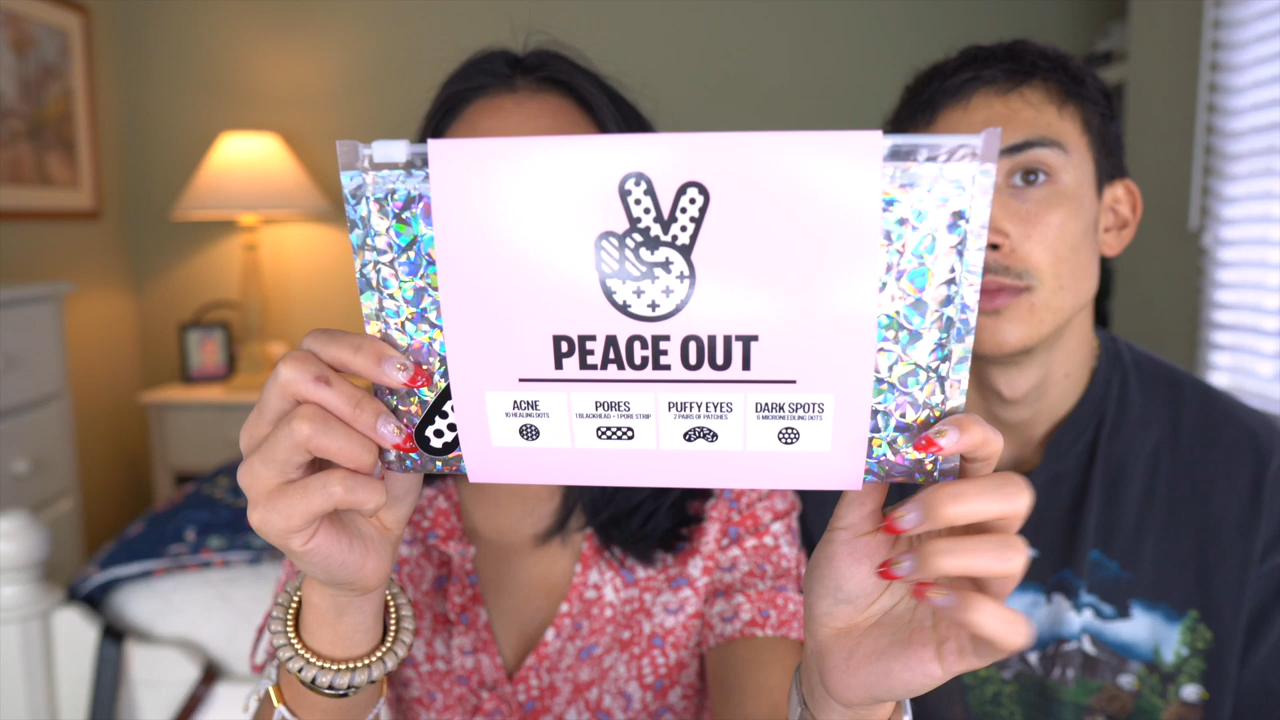 PEACE OUT
ACNE
10 HEALING DOTS
PORES
1 BLACKHEAD + 1 PORE STRIP
PUFFY EYES
2 PAIRS OF PATCHES
DARK SPOTS
6 MICRONEEDLING DOTS